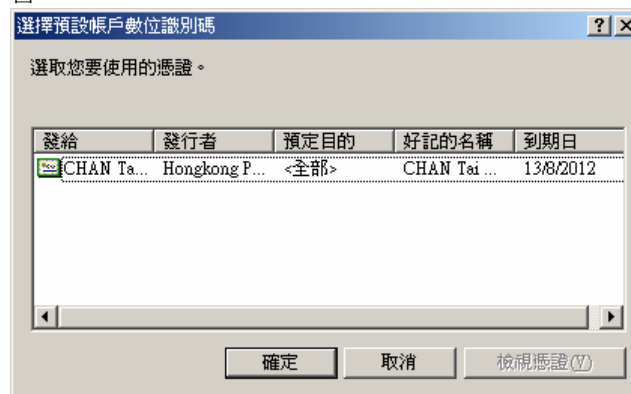 選擇預設帳戶數位識別碼
選取您要使用的憑證。
發給 發行者 預定目的 好記的名稱 到期日
CHAN Ta... Hongkong P... <全部> CHAN Tai ... 13/8/2012
確定 取消 檢視憑證(V)